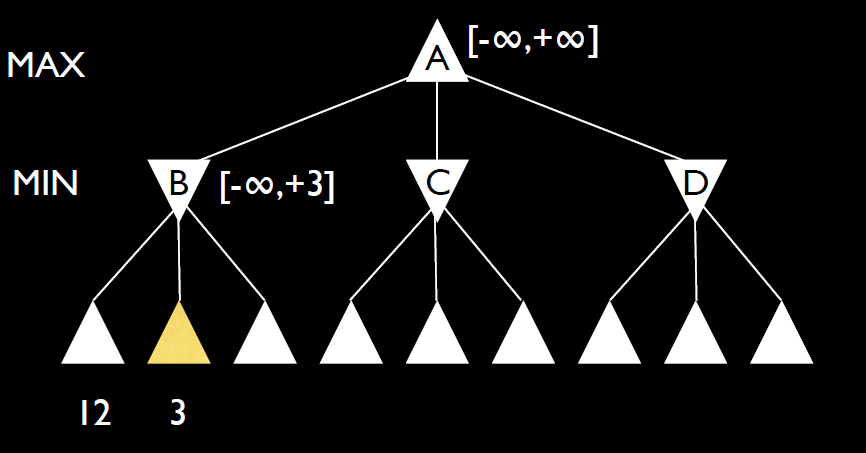 A [-∞,+∞]
MAX
MIN B [-∞,+3] C D
12 3